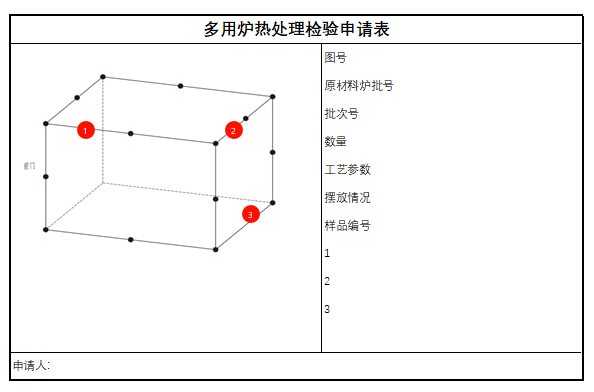 多用炉热处理检验申请表
1
2
3
图号
原材料炉批号
批次号
数量
工艺参数
摆放情况
样品编号
1
2
3
申请人: